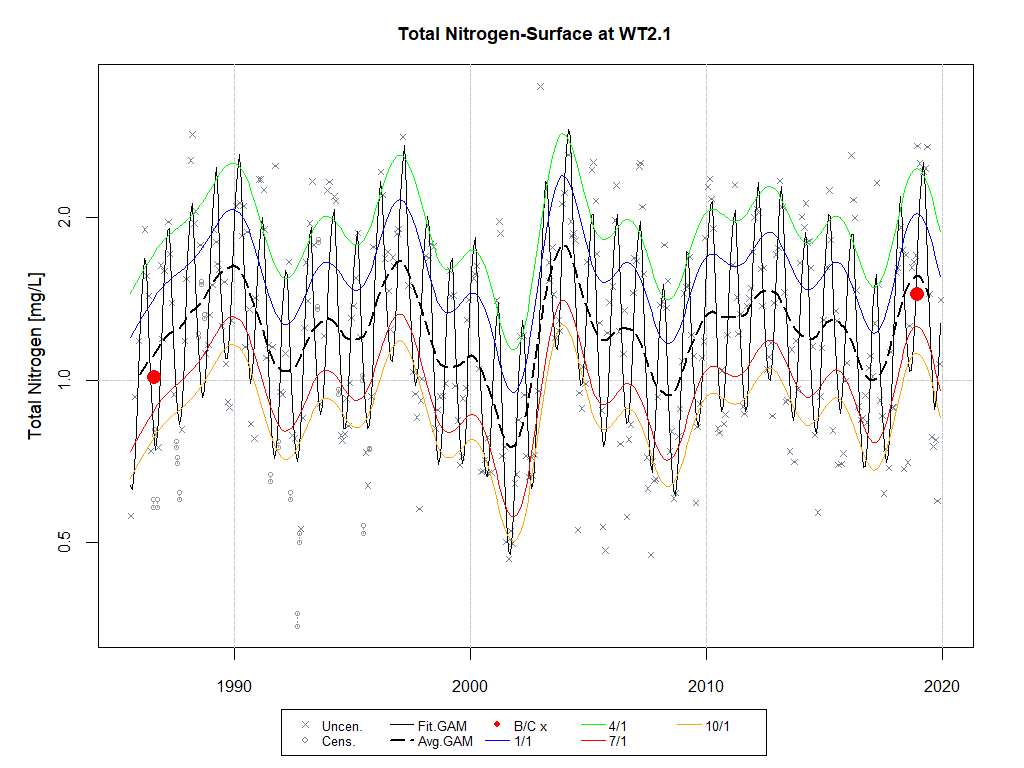 Total Nitrogen-Surface at WT2.1
Total Nitrogen [mg/L]
2.0
1.0
0.5
1990 2000 2010 2020
Uncen. Fit.GAM B/C x 4/1 10/1
Cens. Avg.GAM 1/1 7/1